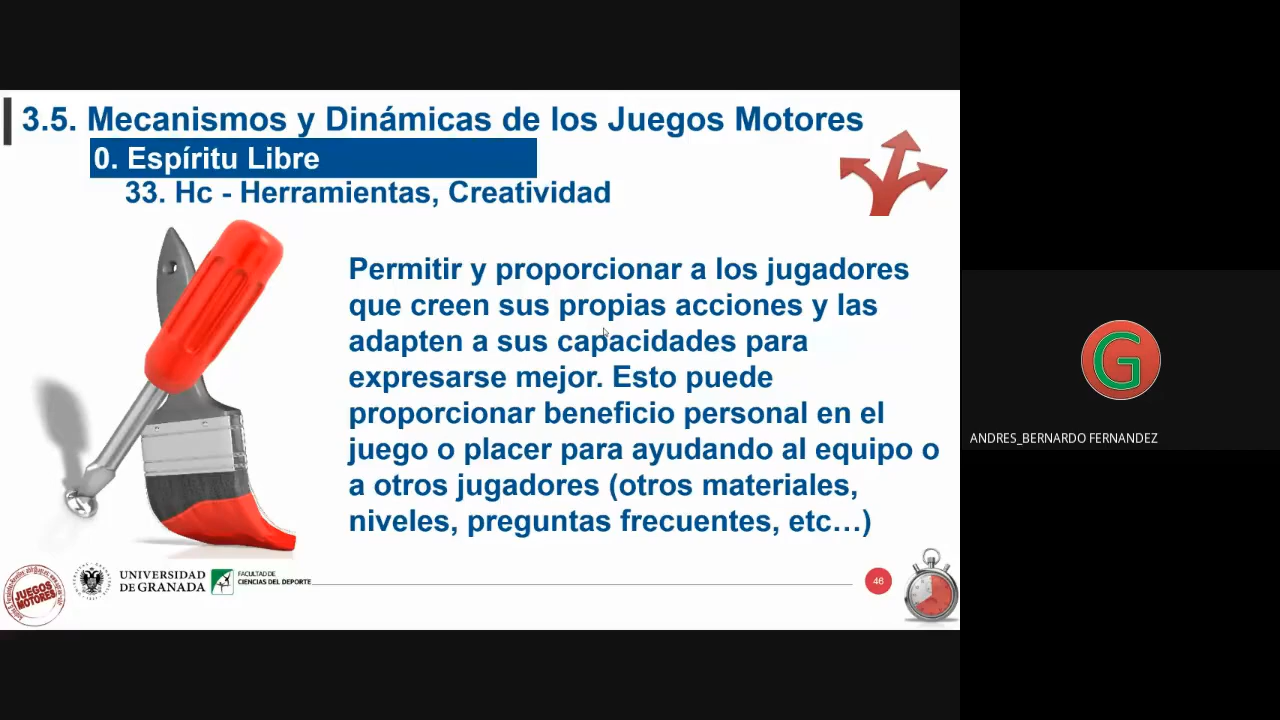 3.5. Mecanismos y Dinámicas de los Juegos Motores
0. Espíritu Libre
33. Hc - Herramientas, Creatividad
Permitir y proporcionar a los jugadores
que creen sus propias acciones y las
adapten a sus capacidades para
expresarse mejor. Esto puede
proporcionar beneficio personal en el
juego o placer para ayudando al equipo o
a otros jugadores (otros materiales,
niveles, preguntas frecuentes, etc…)
JUEGOS
MOTORES
UNIVERSIDAD
DE GRANADA
FACULTAD DE
CIENCIAS DEL DEPORTE
46
G
ANDRES_BERNARDO FERNANDEZ